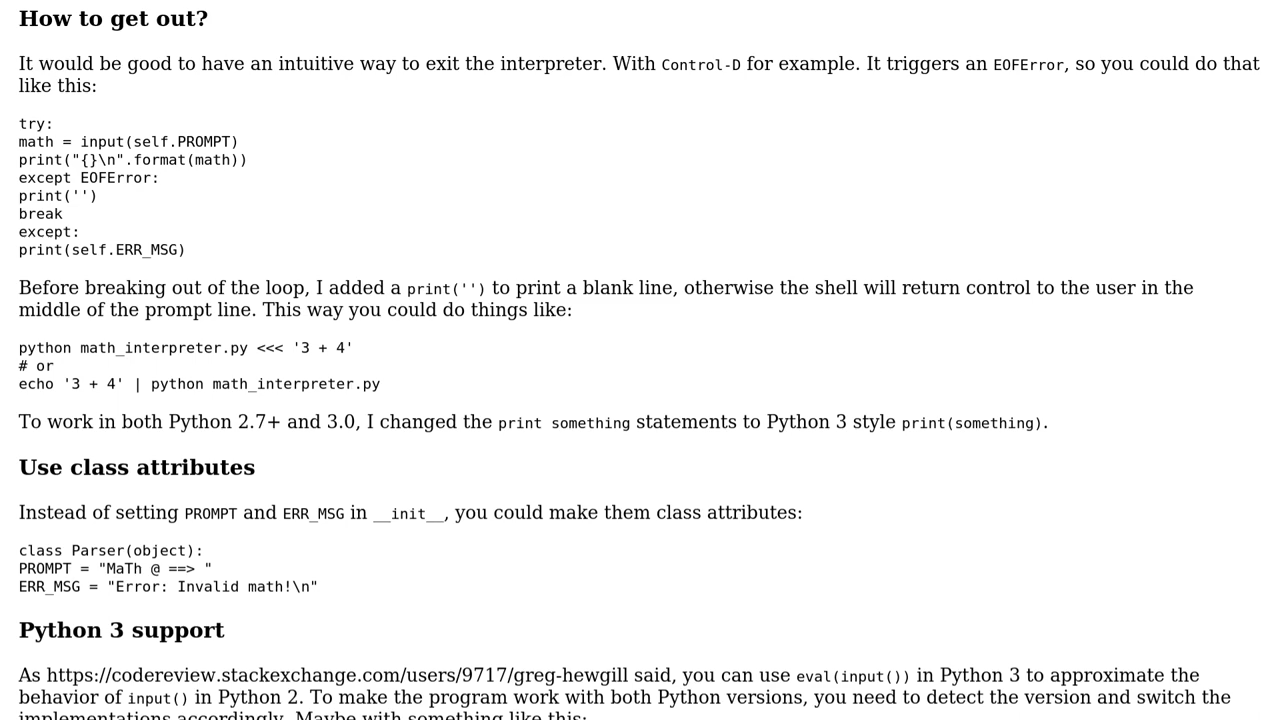 How to get out?
It would be good to have an intuitive way to exit the interpreter. With Control-D for example. It triggers an EOFError, so you could do that
like this:
try:
math = input(self.PROMPT)
print("{}\n".format(math))
except EOFError:
print('')
break
except:
print(self.ERR_MSG)
Before breaking out of the loop, I added a print('') to print a blank line, otherwise the shell will return control to the user in the
middle of the prompt line. This way you could do things like:
python math_interpreter.py <<< '3 + 4'
# or
echo '3 + 4' | python math_interpreter.py
To work in both Python 2.7+ and 3.0, I changed the print something statements to Python 3 style print(something).
Use class attributes
Instead of setting PROMPT and ERR_MSG in __init__, you could make them class attributes:
class Parser(object):
PROMPT = "MaTh @ ==> "
ERR_MSG = "Error: Invalid math!\n"
Python 3 support
As https://codereview.stackexchange.com/users/9717/greg-hewgill said, you can use eval(input()) in Python 3 to approximate the
behavior of input() in Python 2. To make the program work with both Python versions, you need to detect the version and switch the
implementations accordingly. Maybe with something like this: